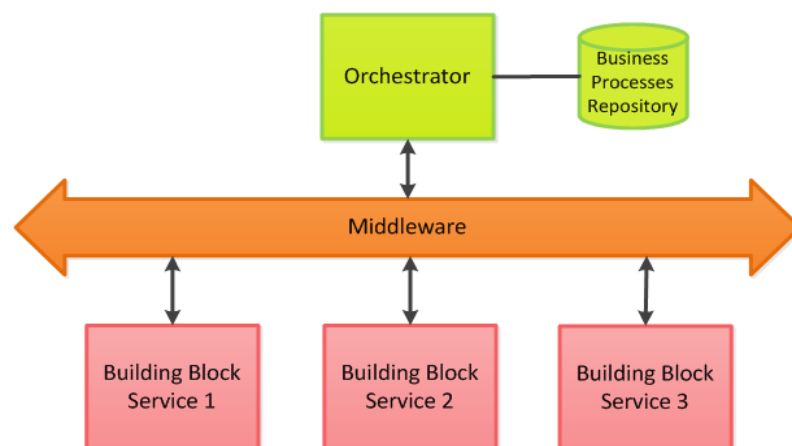 Orchestrator
Business
Processes
Repository
Middleware
Building Block
Service 1
Building Block
Service 2
Building Block
Service 3